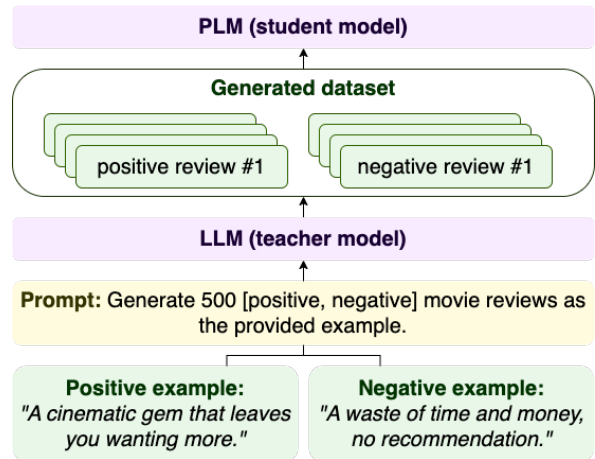 PLM (student model)
Generated dataset
positive review #1
negative review #1
LLM (teacher model)
Prompt: Generate 500 [positive, negative] movie reviews as
the provided example.
Positive example:
"A cinematic gem that leaves
you wanting more."
Negative example:
"A waste of time and money,
no recommendation."